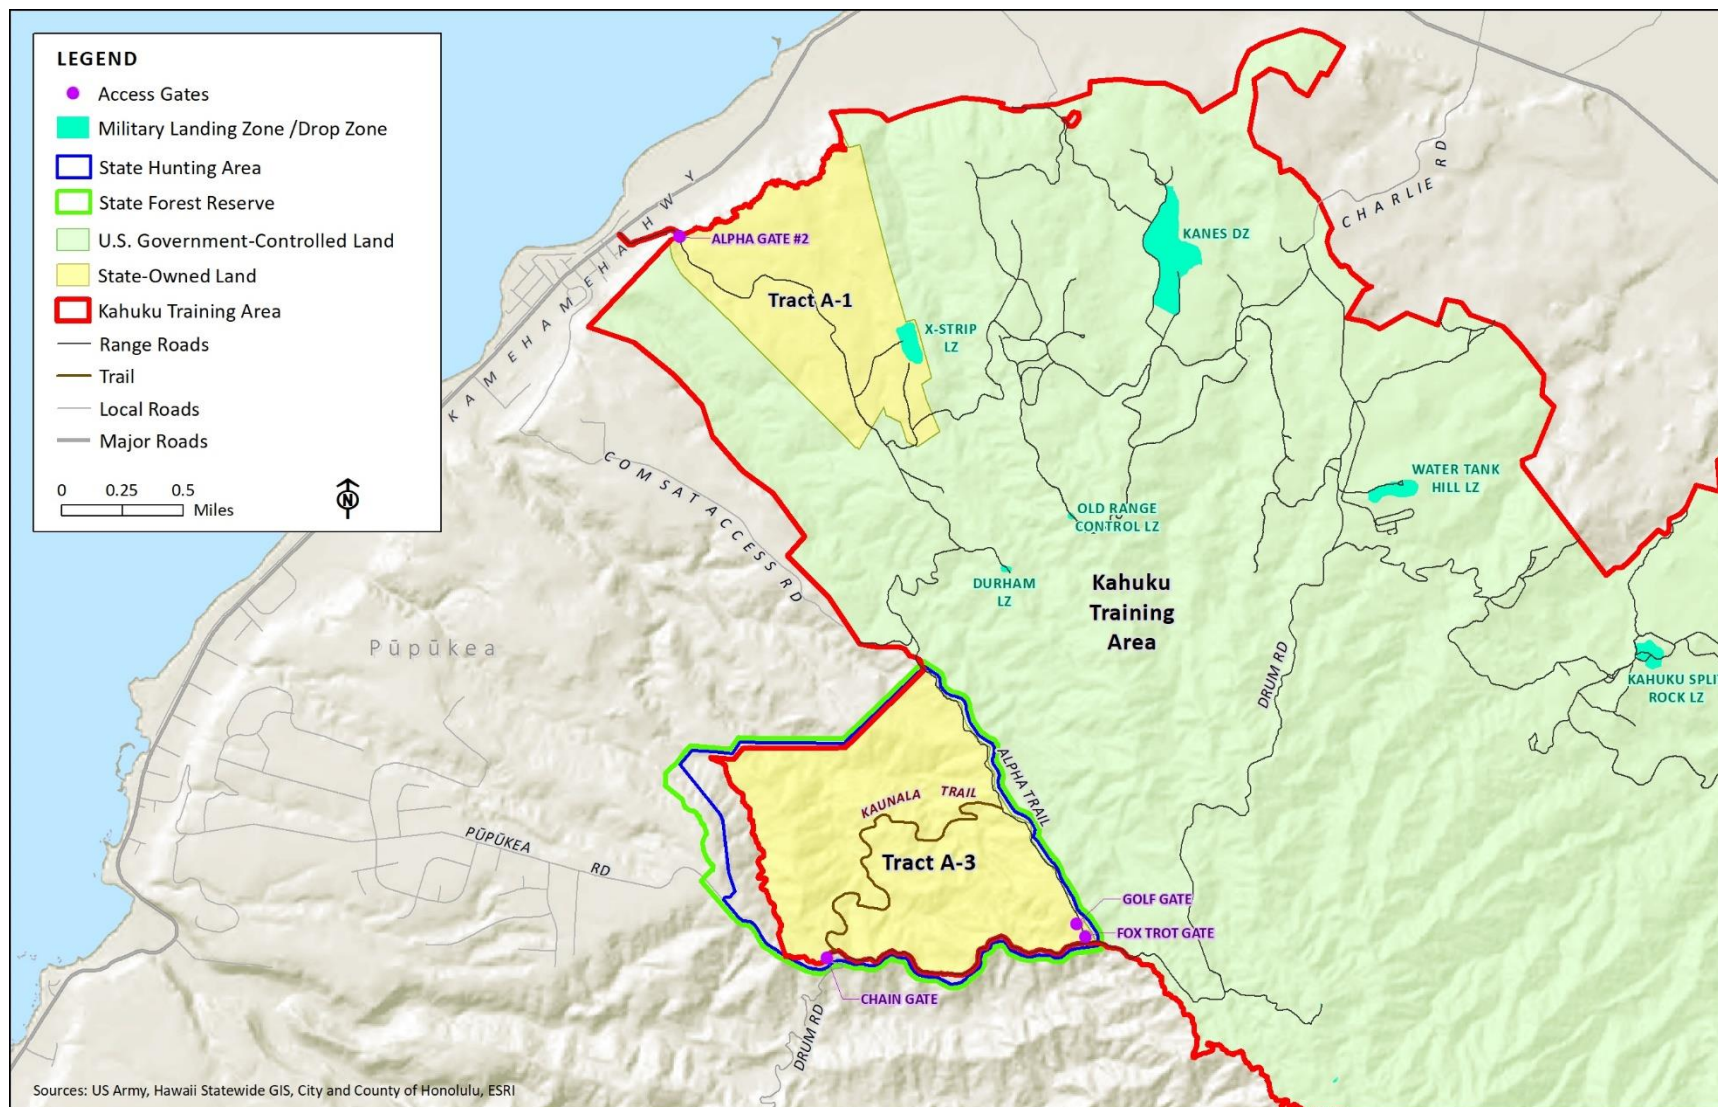 LEGEND
Access Gates
Military Landing Zone /Drop Zone
State Hunting Area
State Forest Reserve
U.S. Government-Controlled Land
State-Owned Land
Kahuku Training Area
Range Roads
Trail
Local Roads
Major Roads
0 0.25 0.5
Miles
N
KAMEHAMEHA HWY
CHARLIE RD
ALPHA GATE #2
KANES DZ
Tract A-1
X-STRIP
LZ
COMSAT ACCESS RD
WATER TANK
HILL LZ
OLD RANGE
CONTROL LZ
DURHAM
LZ
Kahuku
Training
Area
Pūpūkea
DRUM RD
KAHUKU SPLIT
ROCK LZ
ALPHA TRAIL
KAUNALA TRAIL
PŪPŪKEA RD
Tract A-3
GOLF GATE
FOX TROT GATE
CHAIN GATE
DRUM RD
Sources: US Army, Hawaii Statewide GIS, City and County of Honolulu, ESRI